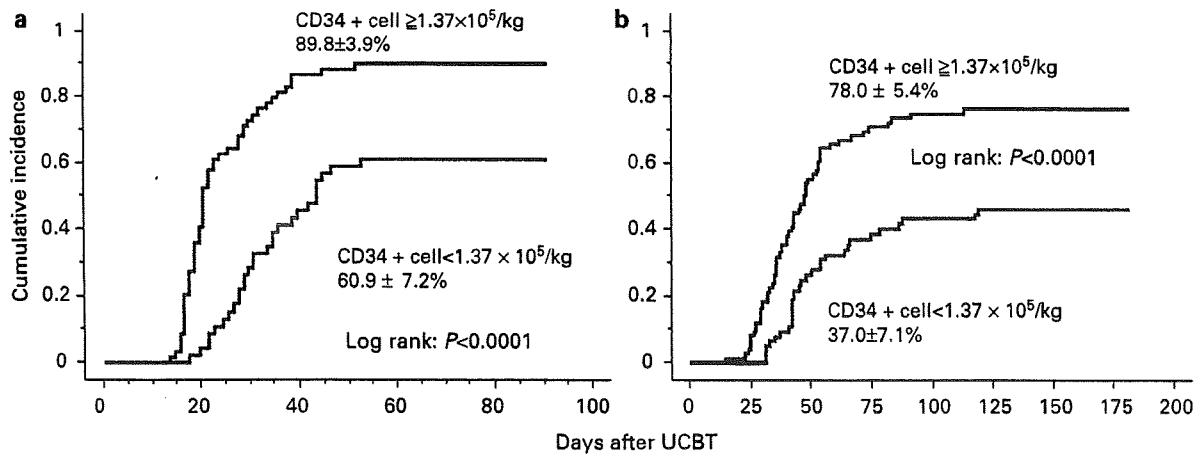 a
CD34 + cell ≧1.37×10⁵/kg
89.8±3.9%
CD34 + cell<1.37 × 10⁵/kg
60.9 ± 7.2%
Log rank: P<0.0001
Cumulative incidence
1
0.8
0.6
0.4
0.2
0
0 20 40 60 80 100
b
CD34 + cell ≧1.37×10⁵/kg
78.0 ± 5.4%
Log rank: P<0.0001
CD34 + cell<1.37 × 10⁵/kg
37.0±7.1%
1
0.8
0.6
0.4
0.2
0
0 25 50 75 100 125 150 175 200
Days after UCBT